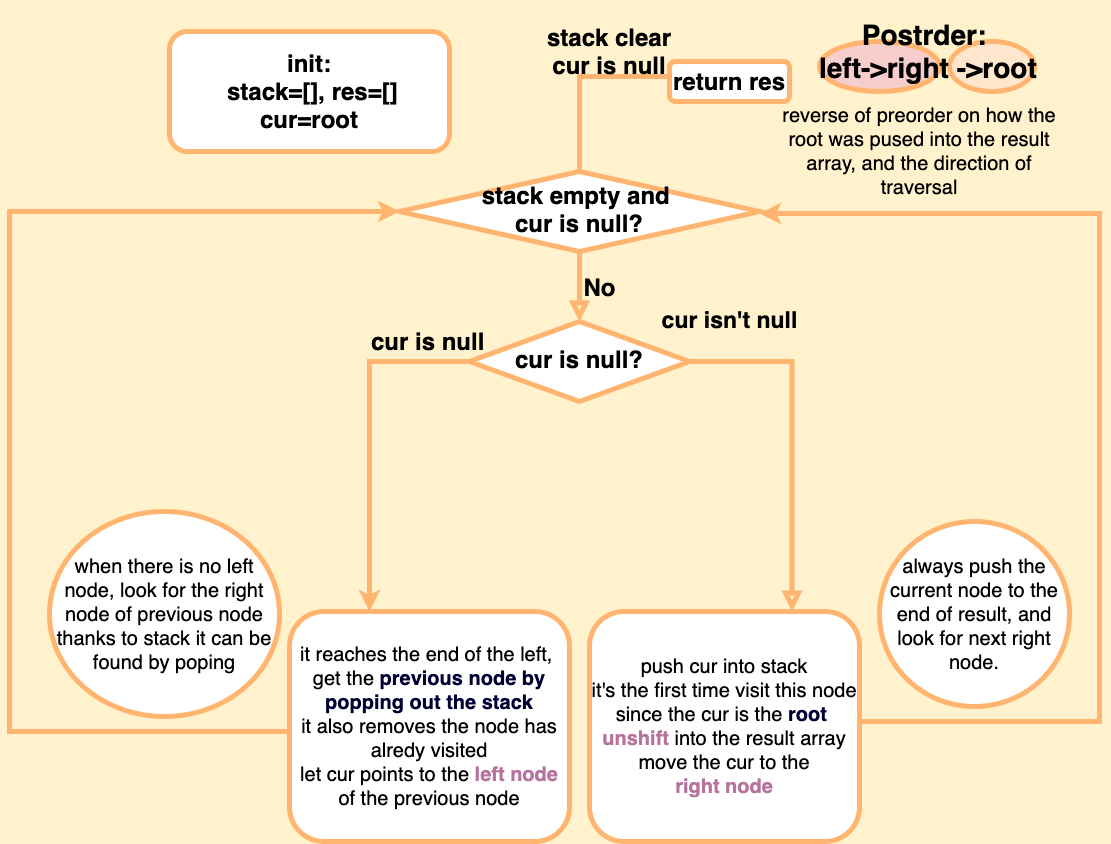 init:
stack=[], res=[]
cur=root
stack clear
cur is null
return res
Postrder:
left->right ->root
reverse of preorder on how the
root was pused into the result
array, and the direction of
traversal
stack empty and
cur is null?
No
cur is null
cur isn't null
cur is null?
when there is no left
node, look for the right
node of previous node
thanks to stack it can be
found by poping
it reaches the end of the left,
get the previous node by
popping out the stack
it also removes the node has
alredy visited
let cur points to the left node
of the previous node
push cur into stack
it's the first time visit this node
since the cur is the root
unshift into the result array
move the cur to the
right node
always push the
current node to the
end of result, and
look for next right
node.